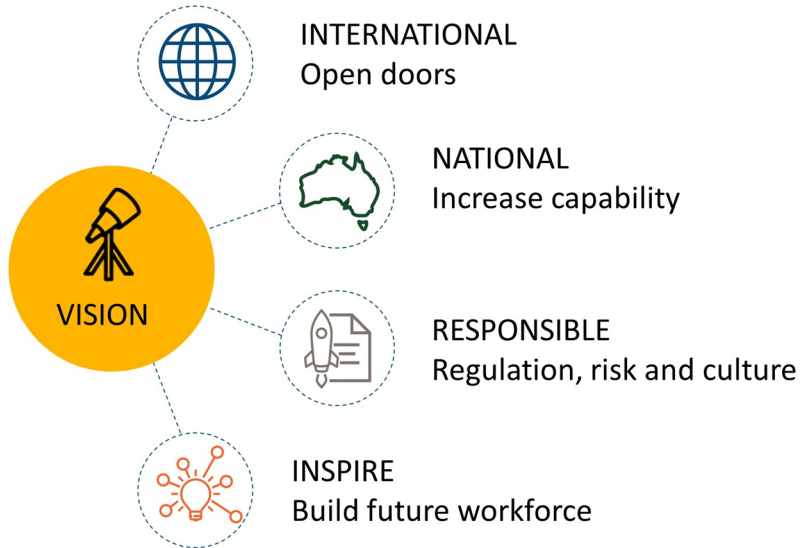 INTERNATIONAL
Open doors
NATIONAL
Increase capability
VISION
RESPONSIBLE
Regulation, risk and culture
INSPIRE
Build future workforce